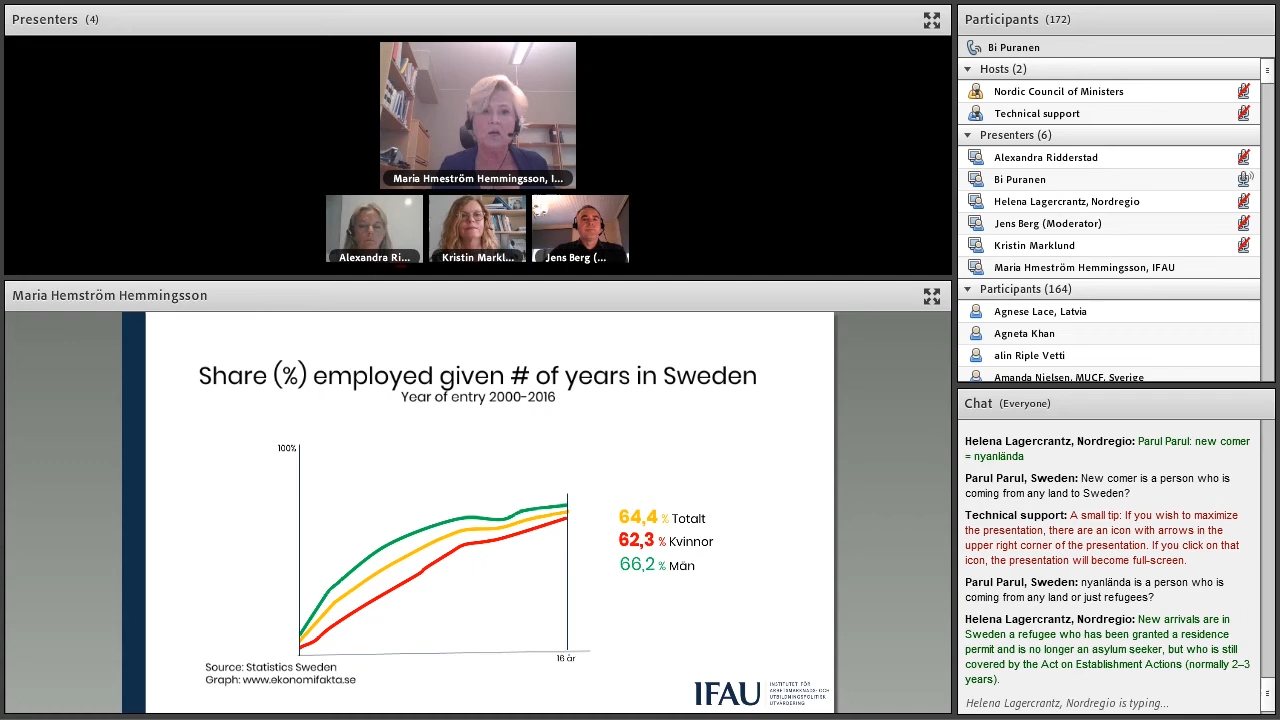 Presenters (4)
Maria Hmeström Hemmingsson, I...
Alexandra Ri...
Kristin Markl...
Jens Berg (...
Maria Hemström Hemmingsson
Share (%) employed given # of years in Sweden
Year of entry 2000-2016
100%
64,4 % Totalt
62,3 % Kvinnor
66,2 % Män
16 år
Source: Statistics Sweden
Graph: www.ekonomifakta.se
IFAU
INSTITUTET FÖR
ARBETSMARKNADS- OCH
UTBILDNINGSPOLITISK
UTVÄRDERING
Participants (172)
Bi Puranen
Hosts (2)
Nordic Council of Ministers
Technical support
Presenters (6)
Alexandra Ridderstad
Bi Puranen
Helena Lagercrantz, Nordregio
Jens Berg (Moderator)
Kristin Marklund
Maria Hmeström Hemmingsson, IFAU
Participants (164)
Agnese Lace, Latvia
Agneta Khan
alin Riple Vetti
Amanda Nielsen, MUCF, Sverige
Chat (Everyone)
Helena Lagercrantz, Nordregio: Parul Parul: new comer
= nyanlända
Parul Parul, Sweden: New comer is a person who is
coming from any land to Sweden?
Technical support: A small tip: If you wish to maximize
the presentation, there are an icon with arrows in the
upper right corner of the presentation. If you click on that
icon, the presentation will become full-screen.
Parul Parul, Sweden: nyanlända is a person who is
coming from any land or just refugees?
Helena Lagercrantz, Nordregio: New arrivals are in
Sweden a refugee who has been granted a residence
permit and is no longer an asylum seeker, but who is still
covered by the Act on Establishment Actions (normally 2–3
years).
Helena Lagercrantz, Nordregio is typing...